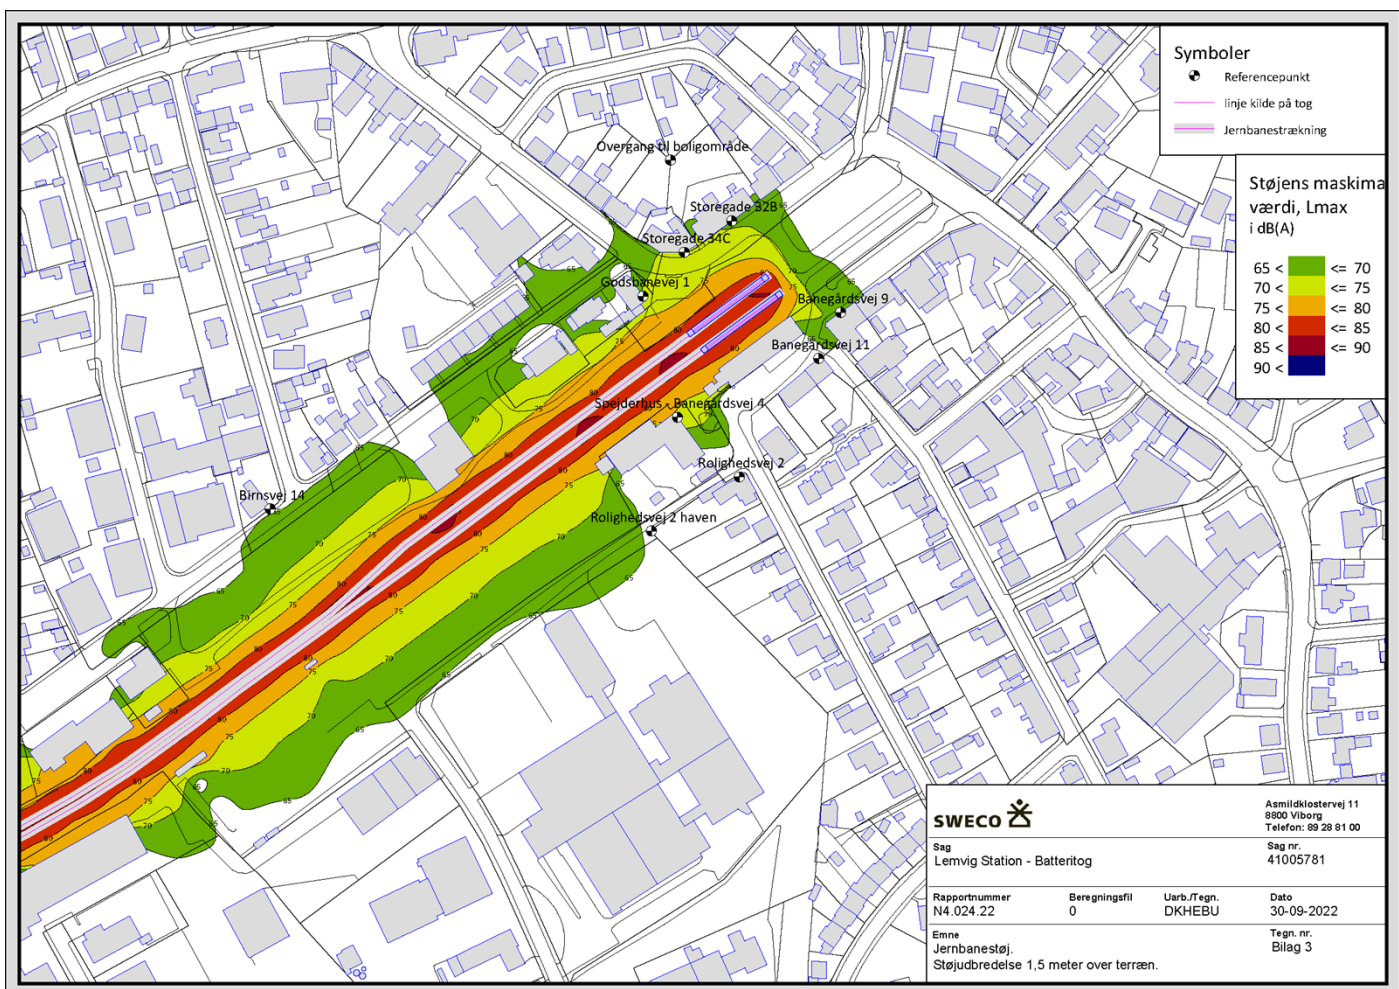 Symboler
Referencepunkt
linje kilde på tog
Jernbanestrækning
Støjens maskima
værdi, Lmax
i dB(A)
65 < <= 70
70 < <= 75
75 < <= 80
80 < <= 85
85 < <= 90
90 <
Overgang til boligområde
Storegade 32B
Storegade 34C
Godsbanevej 1
Banegårdsvej 9
Banegårdsvej 11
Spejderhus - Banegårdsvej 4
Rolighedsvej 2
Birnsvej 14
Rolighedsvej 2 haven
SWECO
Asmildklostervej 11
8800 Viborg
Telefon: 89 28 81 00
Sag
Lemvig Station - Batteritog
Sag nr.
41005781
Rapportnummer Beregningsfil Uarb./Tegn. Dato
N4.024.22 0 DKHEBU 30-09-2022
Emne
Jernbanestøj.
Støjudbredelse 1,5 meter over terræn.
Tegn. nr.
Bilag 3